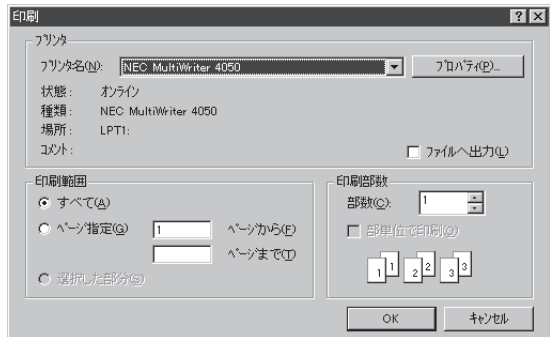 印刷
ﾌﾟﾘﾝﾀ
ﾌﾟﾘﾝﾀ名(N): NEC MultiWriter 4050 ﾌﾟﾛﾊﾟﾃｨ(P)...
状態: ｵﾝﾗｲﾝ
種類: NEC MultiWriter 4050
場所: LPT1:
ｺﾒﾝﾄ: ﾌｧｲﾙへ出力(L)
印刷範囲
すべて(A)
ﾍﾟｰｼﾞ指定(G) 1 ﾍﾟｰｼﾞから(F)
ﾍﾟｰｼﾞまで(T)
選択した部分(S)
印刷部数
部数(C): 1
部単位で印刷(O)
1 1 2 2 3 3
OK ｷｬﾝｾﾙ